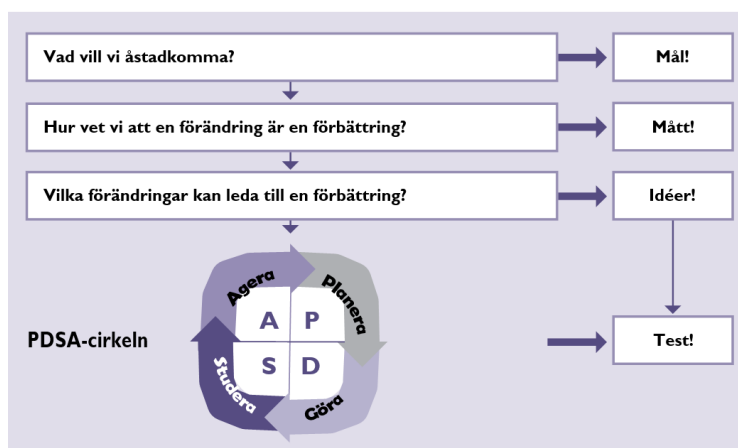 Vad vill vi åstadkomma?
Mål!
Hur vet vi att en förändring är en förbättring?
Mått!
Vilka förändringar kan leda till en förbättring?
Idéer!
Agera
Planera
A
P
PDSA-cirkeln
Test!
S
D
Studera
Göra